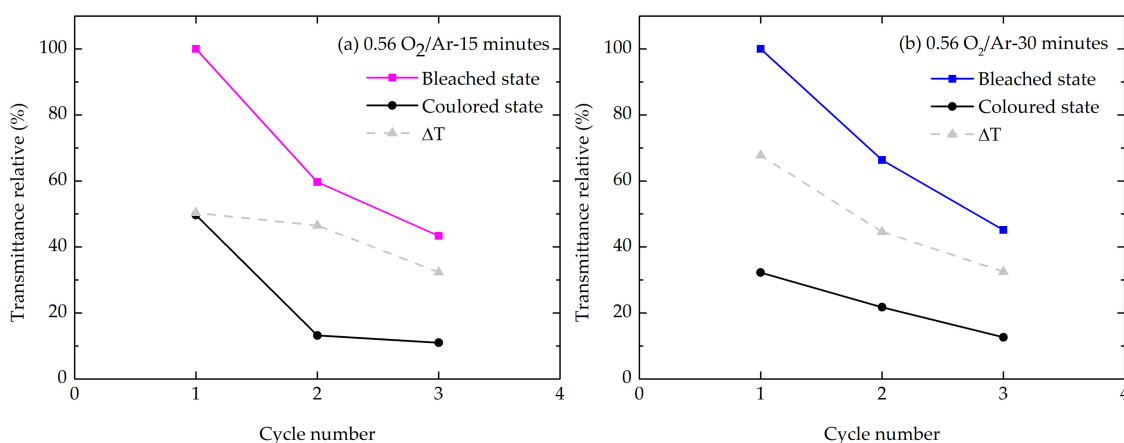 (a) 0.56 O2/Ar-15 minutes
Bleached state
Coulored state
ΔT
100
80
60
40
20
0
0
1
2
3
4
Transmittance relative (%)
Cycle number
(b) 0.56 O₂/Ar-30 minutes
Bleached state
Coloured state
ΔT
100
80
60
40
20
0
0
1
2
3
4
Transmittance relative (%)
Cycle number